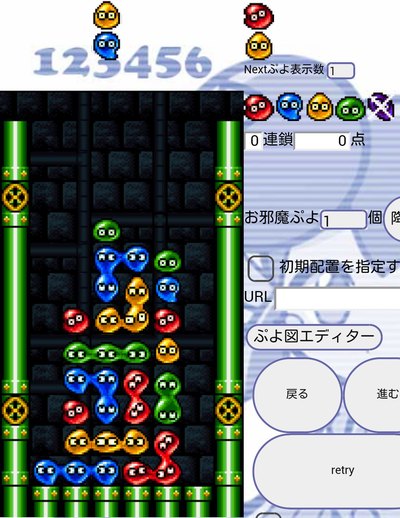 123456
Nextぷよ表示数 1
0 連鎖 0 点
お邪魔ぷよ 1 個
初期配置を指定す
URL
ぷよ図エディター
戻る
進む
retry